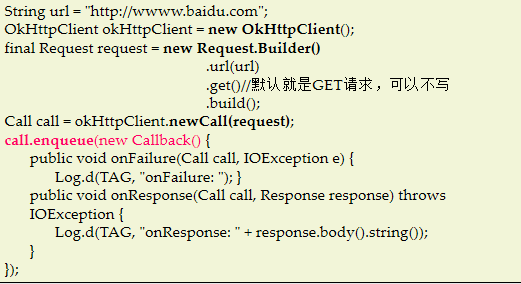 String url = "http://wwww.baidu.com";
OkHttpClient okHttpClient = new OkHttpClient();
final Request request = new Request.Builder()
.url(url)
.get()//默认就是GET请求，可以不写
.build();
Call call = okHttpClient.newCall(request);
call.enqueue(new Callback() {
public void onFailure(Call call, IOException e) {
Log.d(TAG, "onFailure: "); }
public void onResponse(Call call, Response response) throws
IOException {
Log.d(TAG, "onResponse: " + response.body().string());
}
});